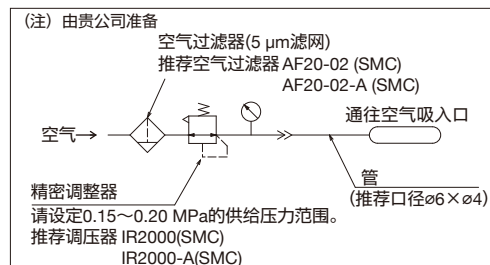 （注）由贵公司准备
空气过滤器(5 µm滤网)
推荐空气过滤器 AF20-02 (SMC)
AF20-02-A (SMC)
通往空气吸入口
空气
管
(推荐口径ø6×ø4)
精密调整器
请设定0.15～0.20 MPa的供给压力范围。
推荐调压器 IR2000(SMC)
IR2000-A(SMC)